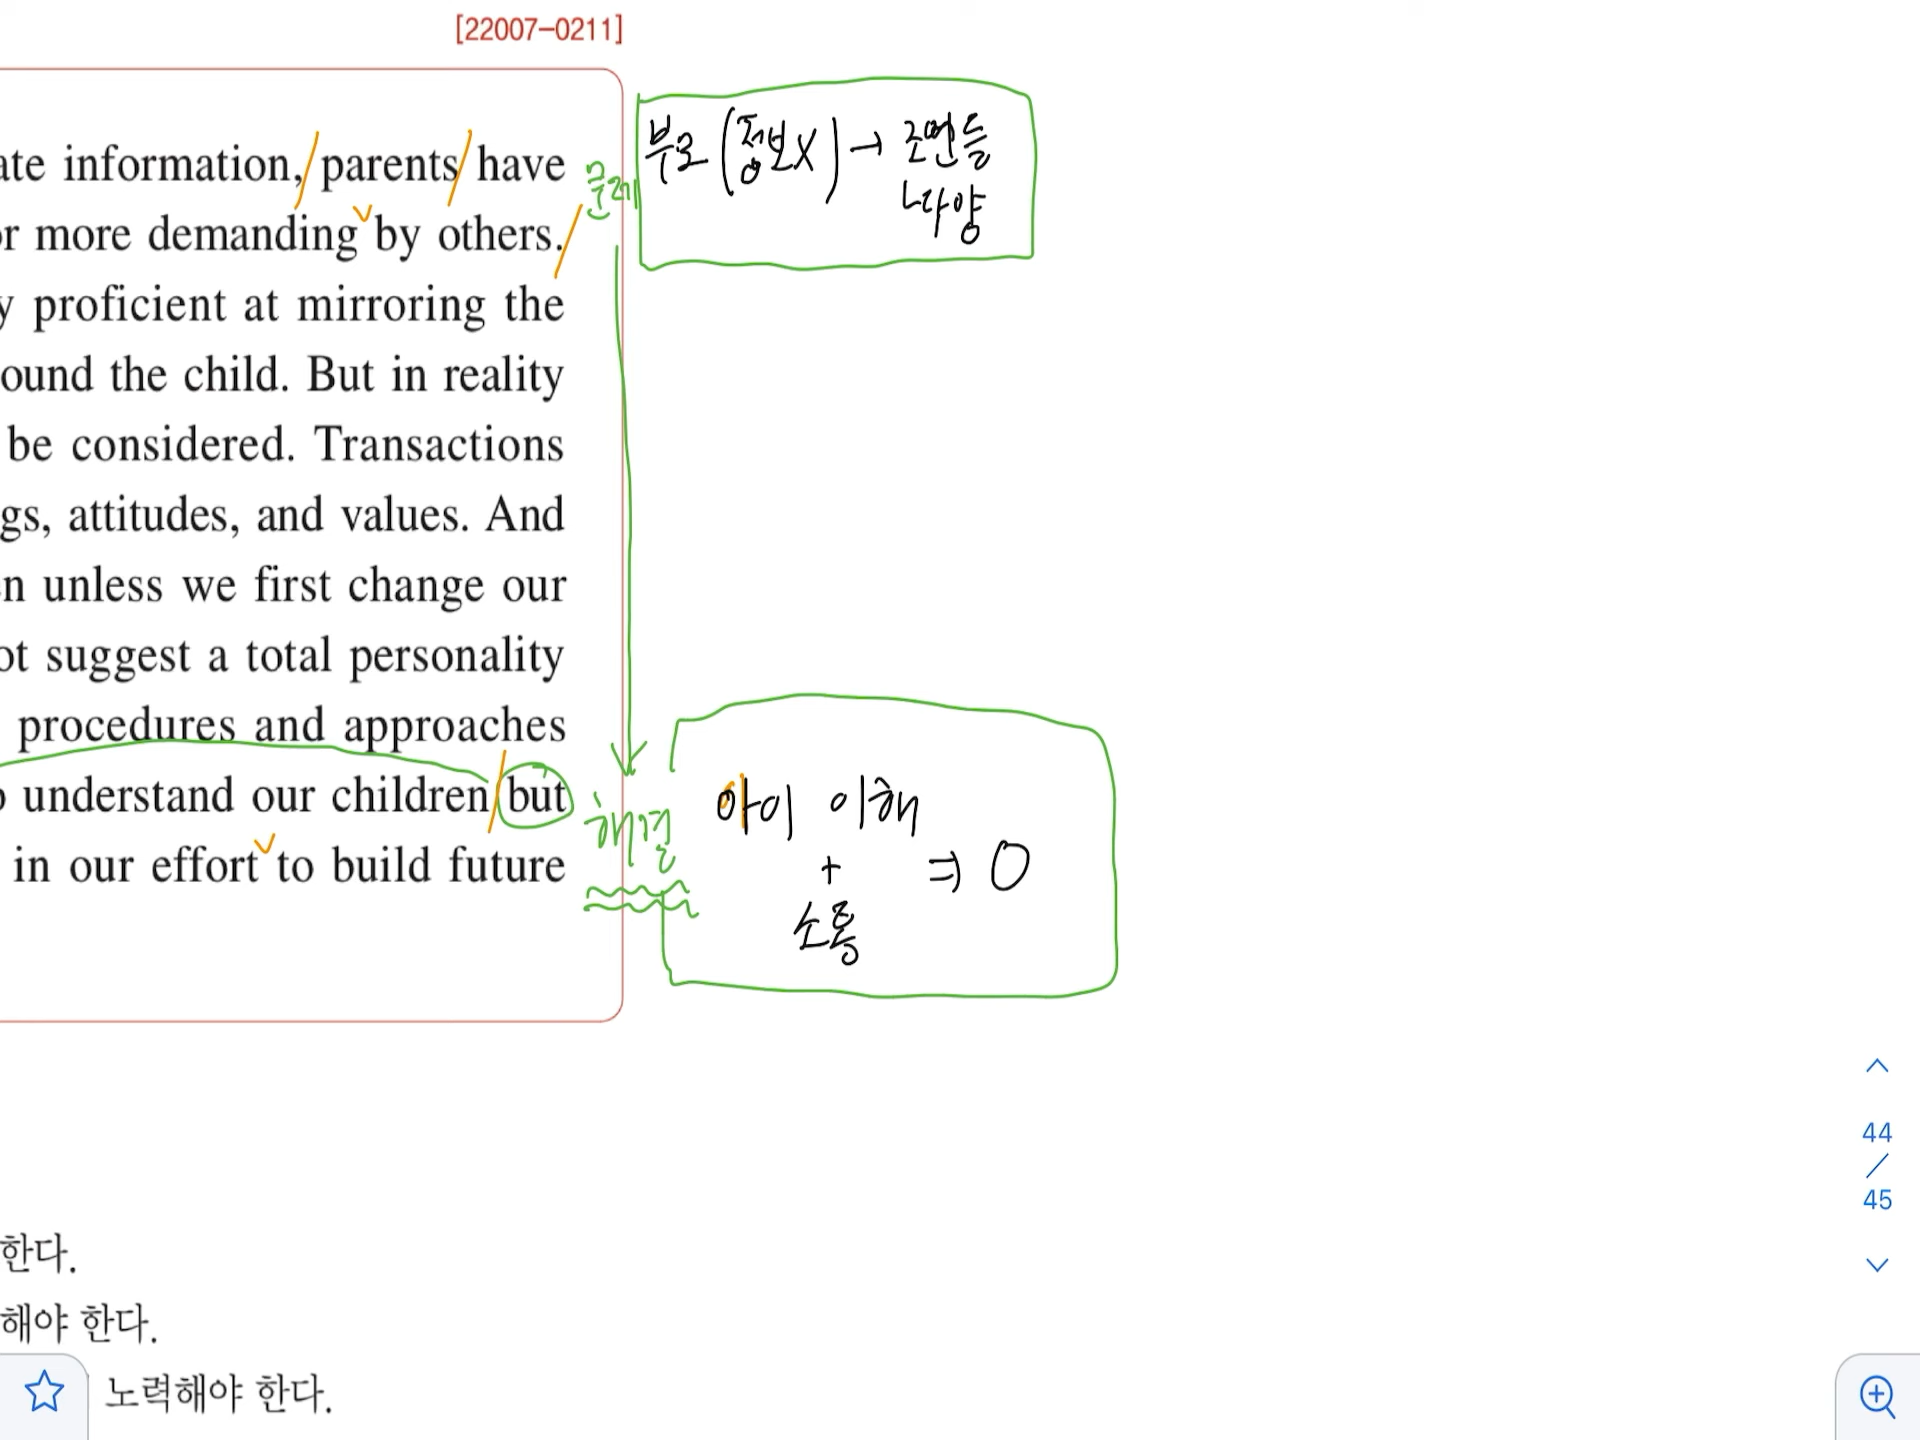 [22007-0211]
ate information, parents have
or more demanding by others.
y proficient at mirroring the
ound the child. But in reality
be considered. Transactions
gs, attitudes, and values. And
n unless we first change our
ot suggest a total personality
procedures and approaches
o understand our children but
in our effort to build future
문제
부모 (정보X) → 조언들
다양
해결
아이 이해
+ ⇒ O
소통
한다.
해야 한다.
노력해야 한다.
44
/
45